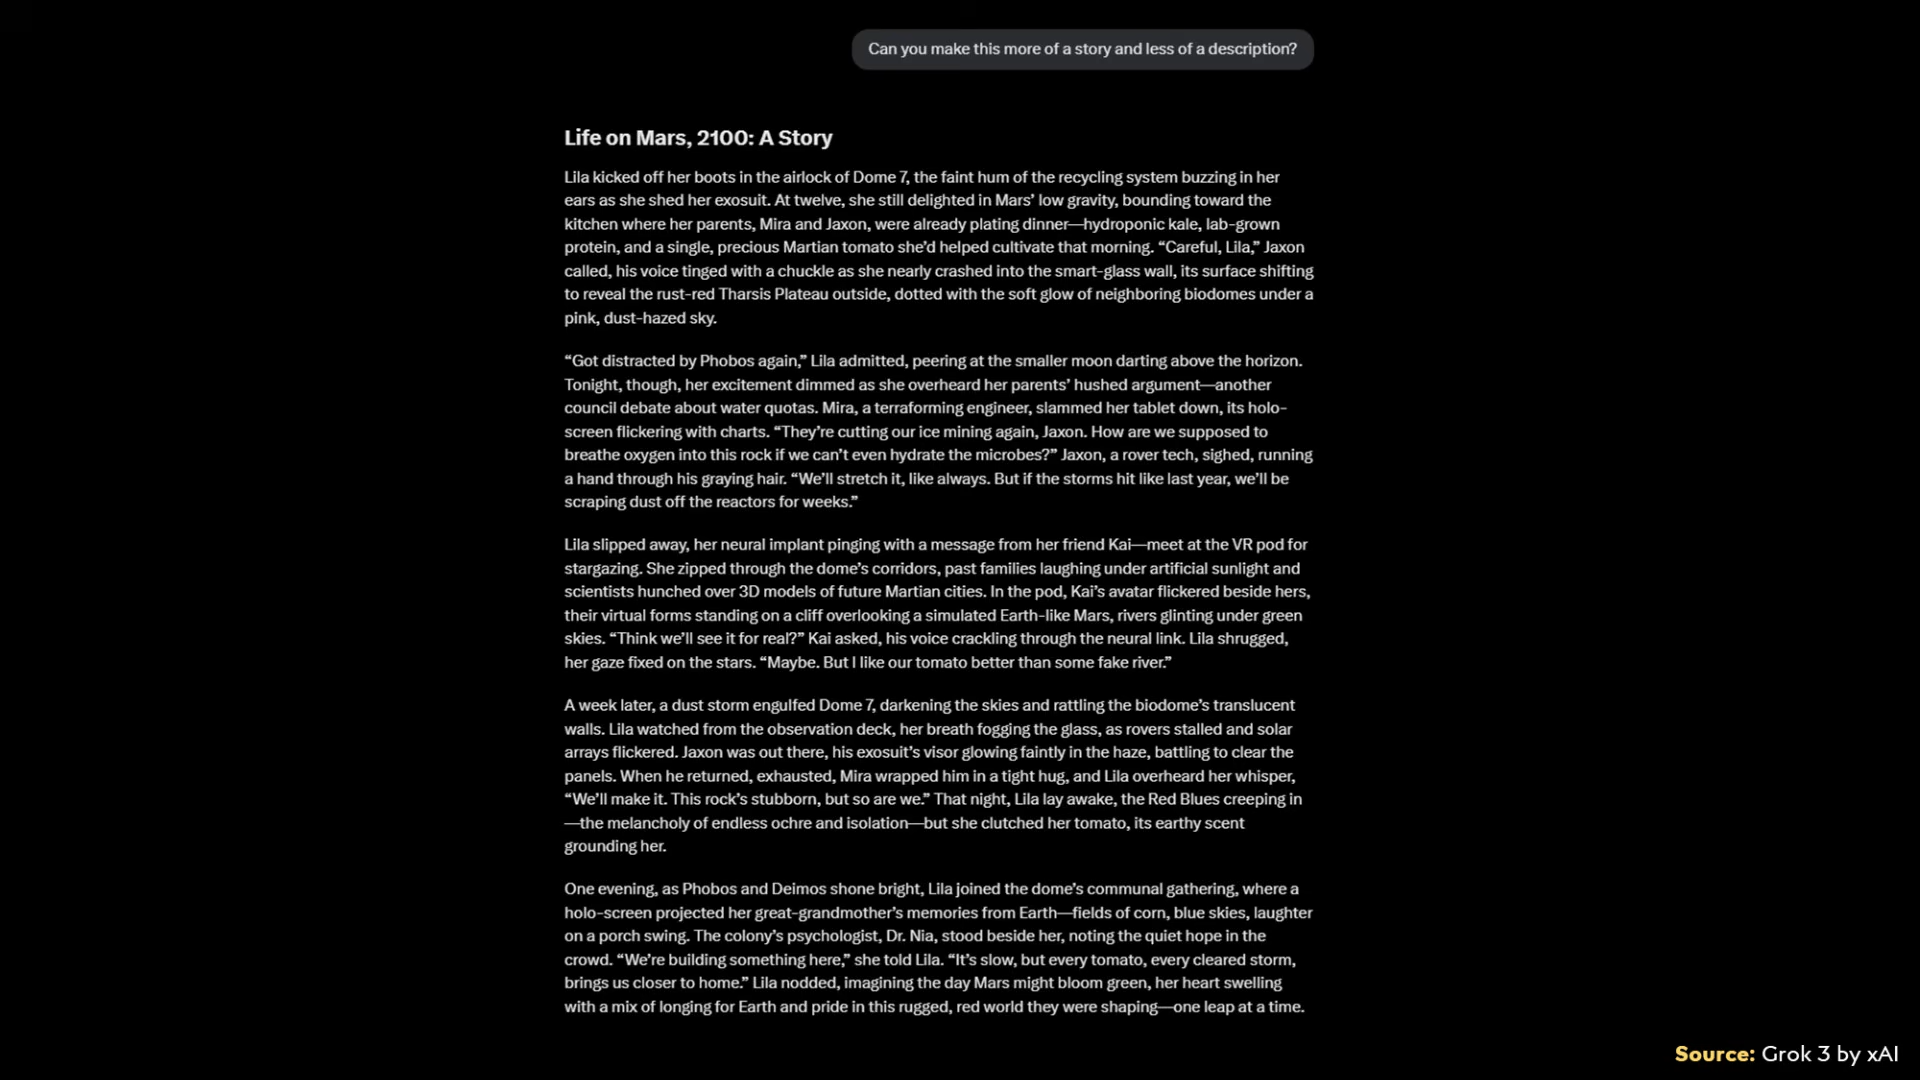 Can you make this more of a story and less of a description?
Life on Mars, 2100: A Story
Lila kicked off her boots in the airlock of Dome 7, the faint hum of the recycling system buzzing in her
ears as she shed her exosuit. At twelve, she still delighted in Mars’ low gravity, bounding toward the
kitchen where her parents, Mira and Jaxon, were already plating dinner—hydroponic kale, lab-grown
protein, and a single, precious Martian tomato she’d helped cultivate that morning. “Careful, Lila,” Jaxon
called, his voice tinged with a chuckle as she nearly crashed into the smart-glass wall, its surface shifting
to reveal the rust-red Tharsis Plateau outside, dotted with the soft glow of neighboring biodomes under a
pink, dust-hazed sky.
“Got distracted by Phobos again,” Lila admitted, peering at the smaller moon darting above the horizon.
Tonight, though, her excitement dimmed as she overheard her parents’ hushed argument—another
council debate about water quotas. Mira, a terraforming engineer, slammed her tablet down, its holo-
screen flickering with charts. “They’re cutting our ice mining again, Jaxon. How are we supposed to
breathe oxygen into this rock if we can’t even hydrate the microbes?” Jaxon, a rover tech, sighed, running
a hand through his graying hair. “We’ll stretch it, like always. But if the storms hit like last year, we’ll be
scraping dust off the reactors for weeks.”
Lila slipped away, her neural implant pinging with a message from her friend Kai—meet at the VR pod for
stargazing. She zipped through the dome’s corridors, past families laughing under artificial sunlight and
scientists hunched over 3D models of future Martian cities. In the pod, Kai’s avatar flickered beside hers,
their virtual forms standing on a cliff overlooking a simulated Earth-like Mars, rivers glinting under green
skies. “Think we’ll see it for real?” Kai asked, his voice crackling through the neural link. Lila shrugged,
her gaze fixed on the stars. “Maybe. But I like our tomato better than some fake river.”
A week later, a dust storm engulfed Dome 7, darkening the skies and rattling the biodome’s translucent
walls. Lila watched from the observation deck, her breath fogging the glass, as rovers stalled and solar
arrays flickered. Jaxon was out there, his exosuit’s visor glowing faintly in the haze, battling to clear the
panels. When he returned, exhausted, Mira wrapped him in a tight hug, and Lila overheard her whisper,
“We’ll make it. This rock’s stubborn, but so are we.” That night, Lila lay awake, the Red Blues creeping in
—the melancholy of endless ochre and isolation—but she clutched her tomato, its earthy scent
grounding her.
One evening, as Phobos and Deimos shone bright, Lila joined the dome’s communal gathering, where a
holo-screen projected her great-grandmother’s memories from Earth—fields of corn, blue skies, laughter
on a porch swing. The colony’s psychologist, Dr. Nia, stood beside her, noting the quiet hope in the
crowd. “We’re building something here,” she told Lila. “It’s slow, but every tomato, every cleared storm,
brings us closer to home.” Lila nodded, imagining the day Mars might bloom green, her heart swelling
with a mix of longing for Earth and pride in this rugged, red world they were shaping—one leap at a time.
Source: Grok 3 by xAI